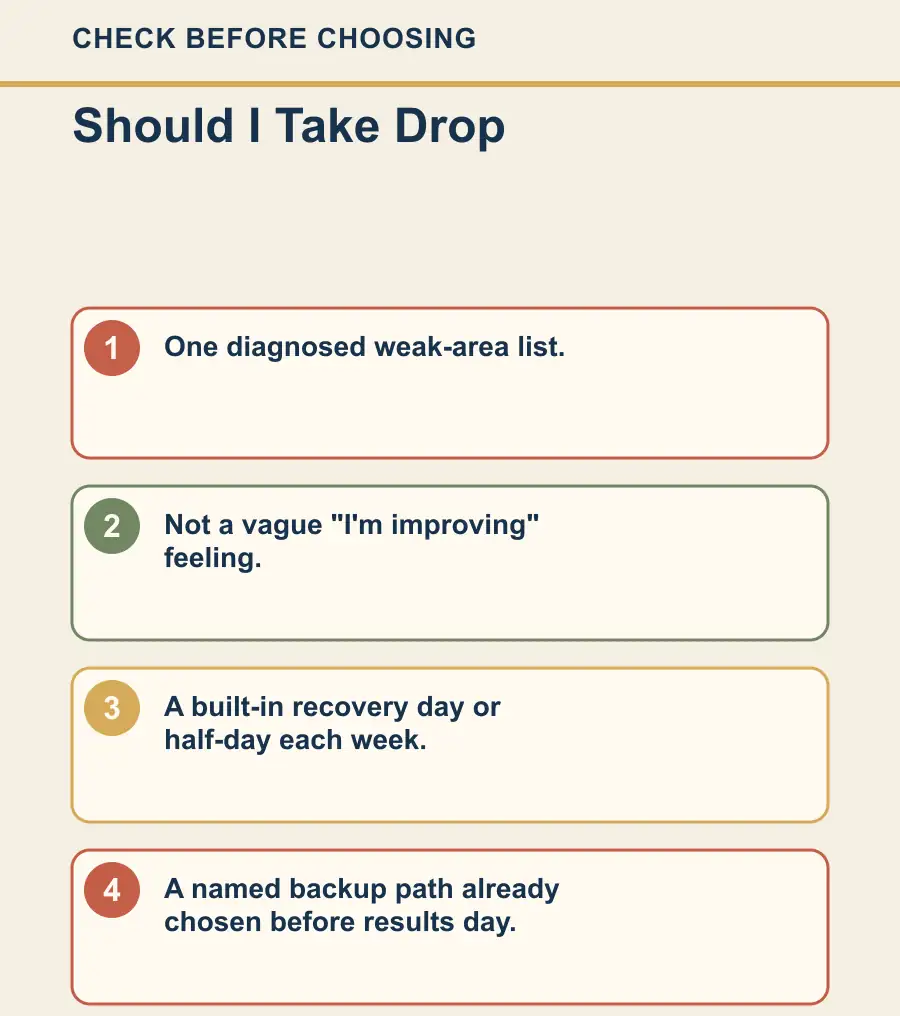 CHECK BEFORE CHOOSING
Should I Take Drop
1
One diagnosed weak-area list.
2
Not a vague "I'm improving"
feeling.
3
A built-in recovery day or
half-day each week.
4
A named backup path already
chosen before results day.